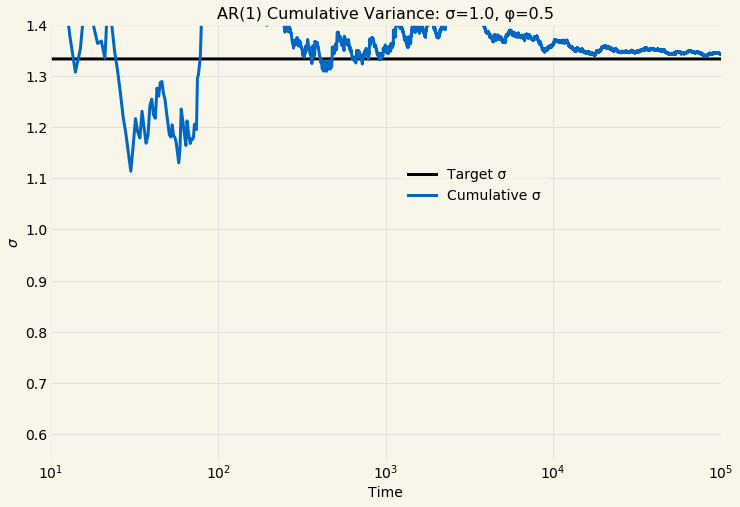 AR(1) Cumulative Variance: σ=1.0, φ=0.5
1.4
1.3
1.2
1.1
1.0
0.9
0.8
0.7
0.6
σ
Target σ
Cumulative σ
10¹ 10² 10³ 10⁴ 10⁵
Time